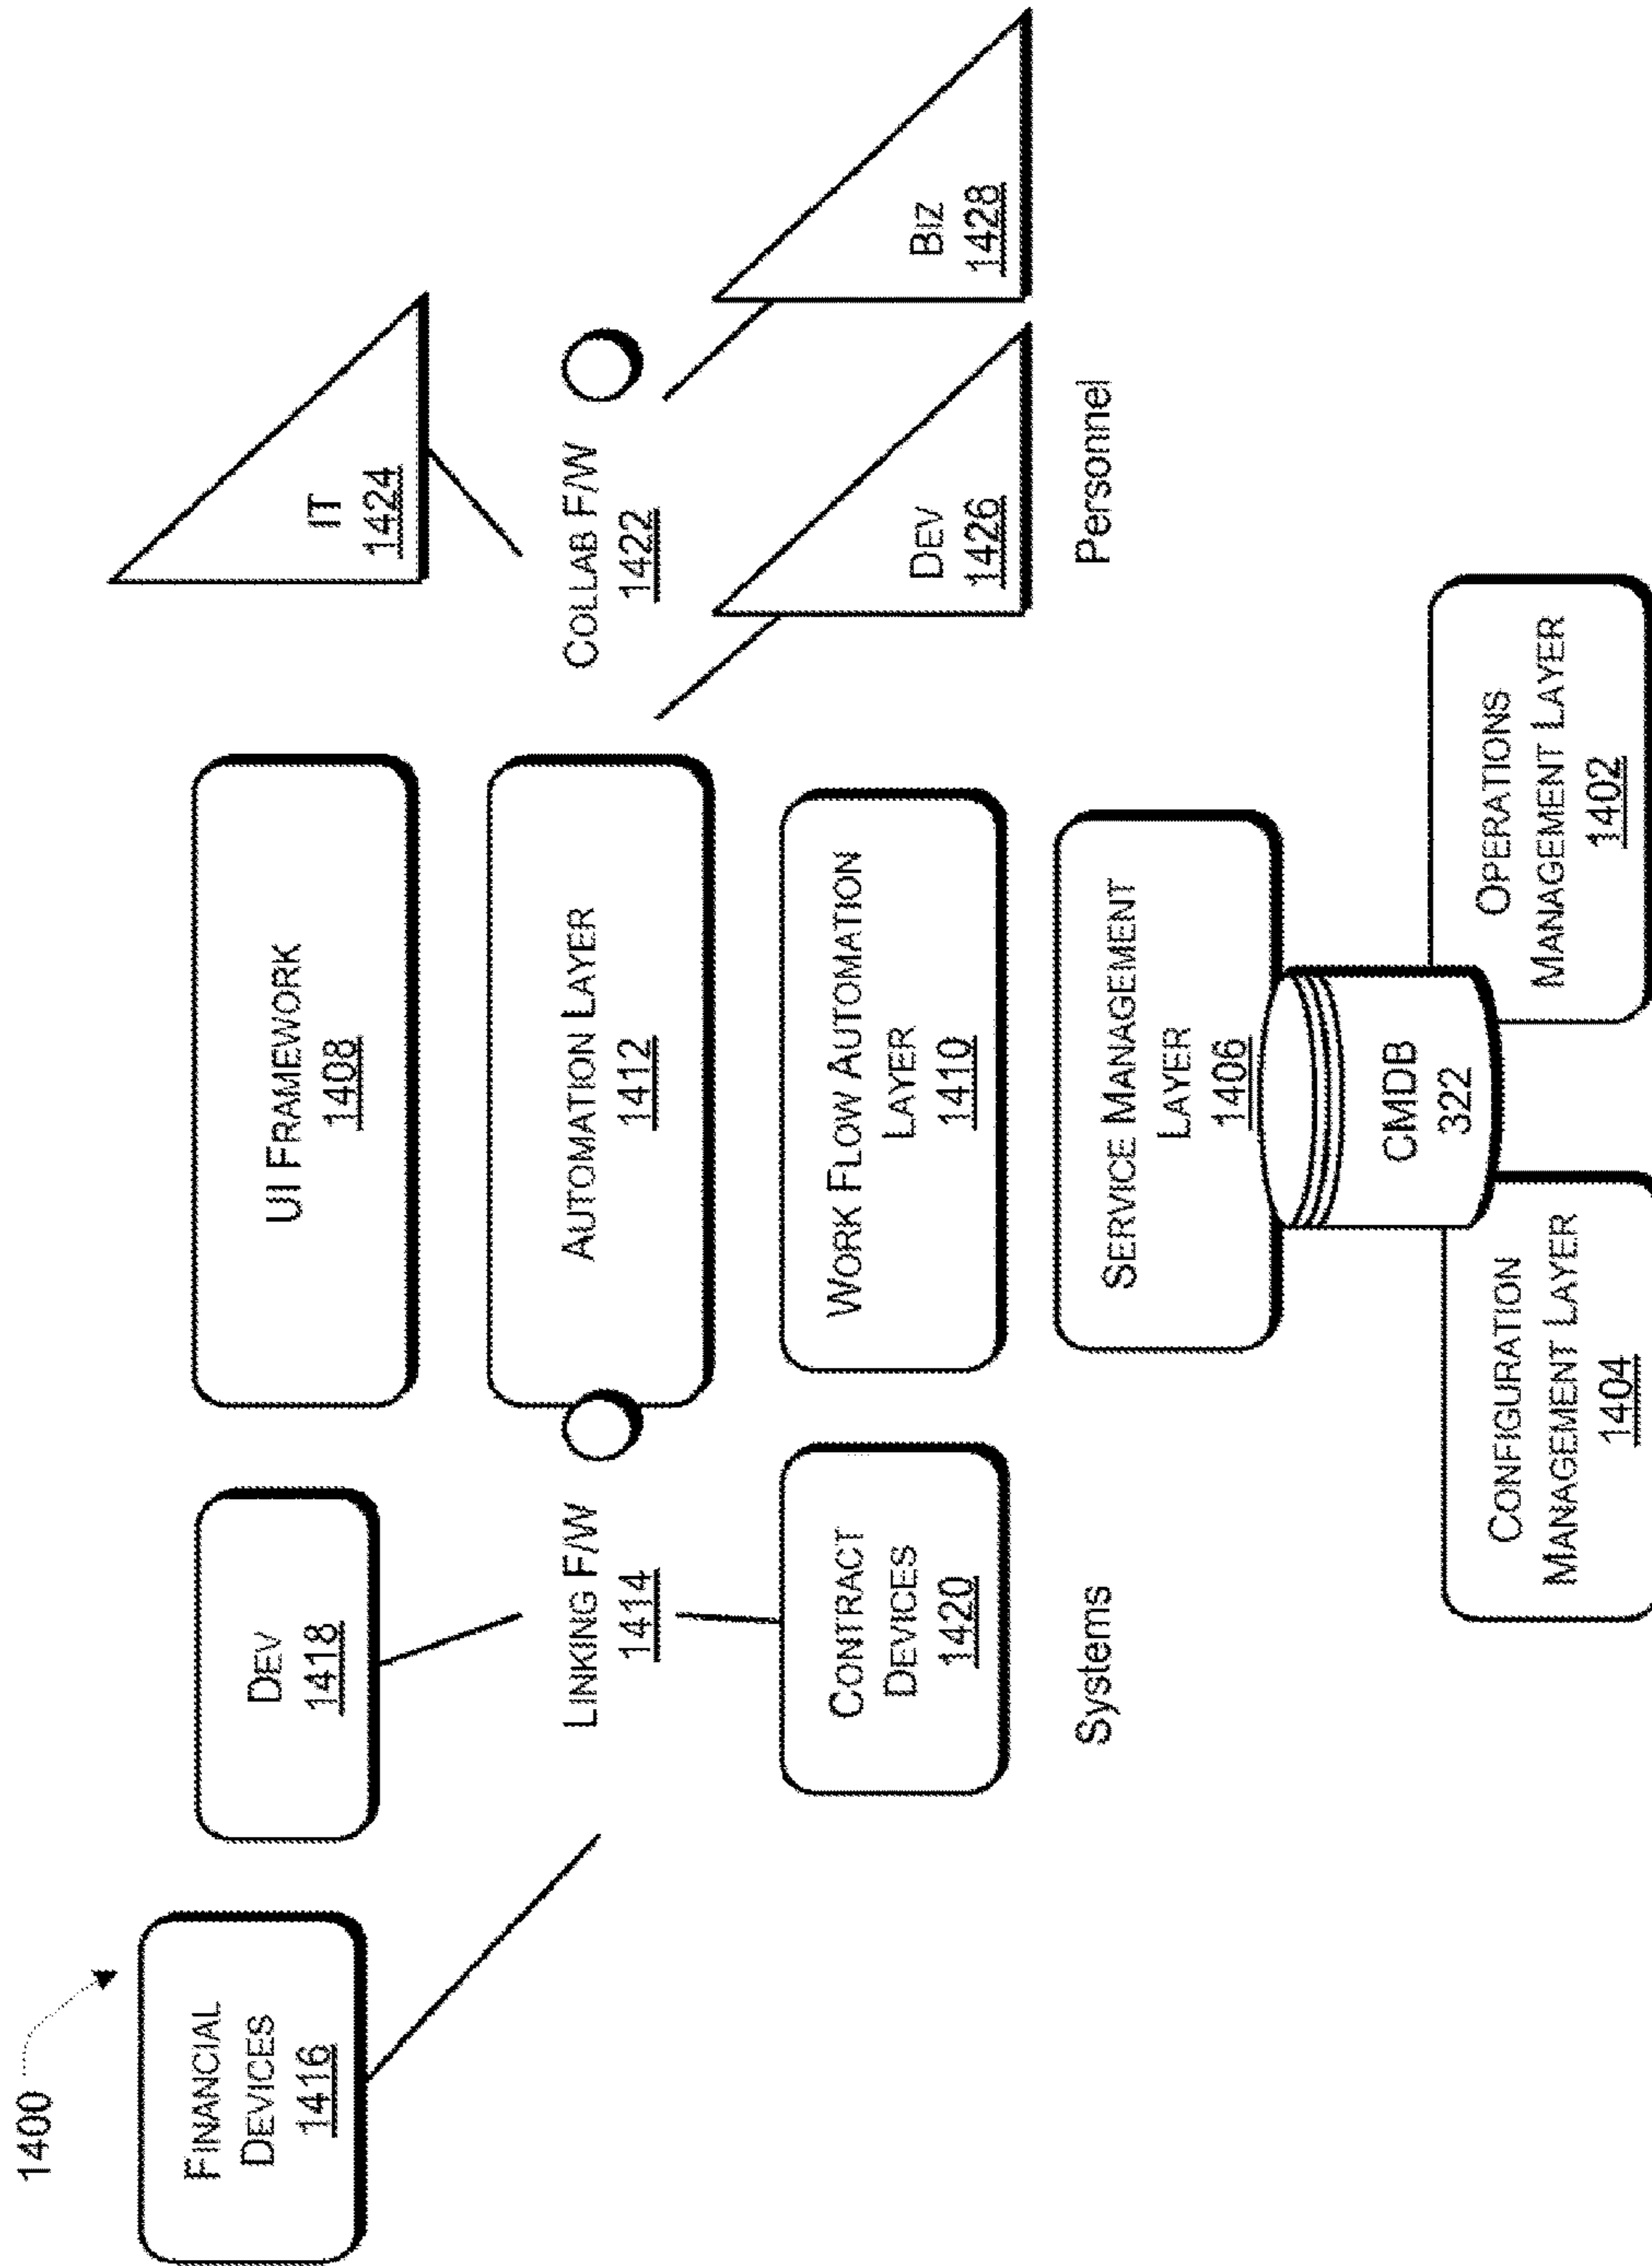 1400
FINANCIAL
DEVICES
1416
DEV
1418
UI FRAMEWORK
1408
IT
1424
LINKING F/W
1414
AUTOMATION LAYER
1412
COLLAB F/W
1422
CONTRACT
DEVICES
1420
WORK FLOW AUTOMATION
LAYER
1410
DEV
1426
BIZ
1428
Systems
SERVICE MANAGEMENT
LAYER
1406
Personnel
CMDB
322
CONFIGURATION
MANAGEMENT LAYER
1404
OPERATIONS
MANAGEMENT LAYER
1402